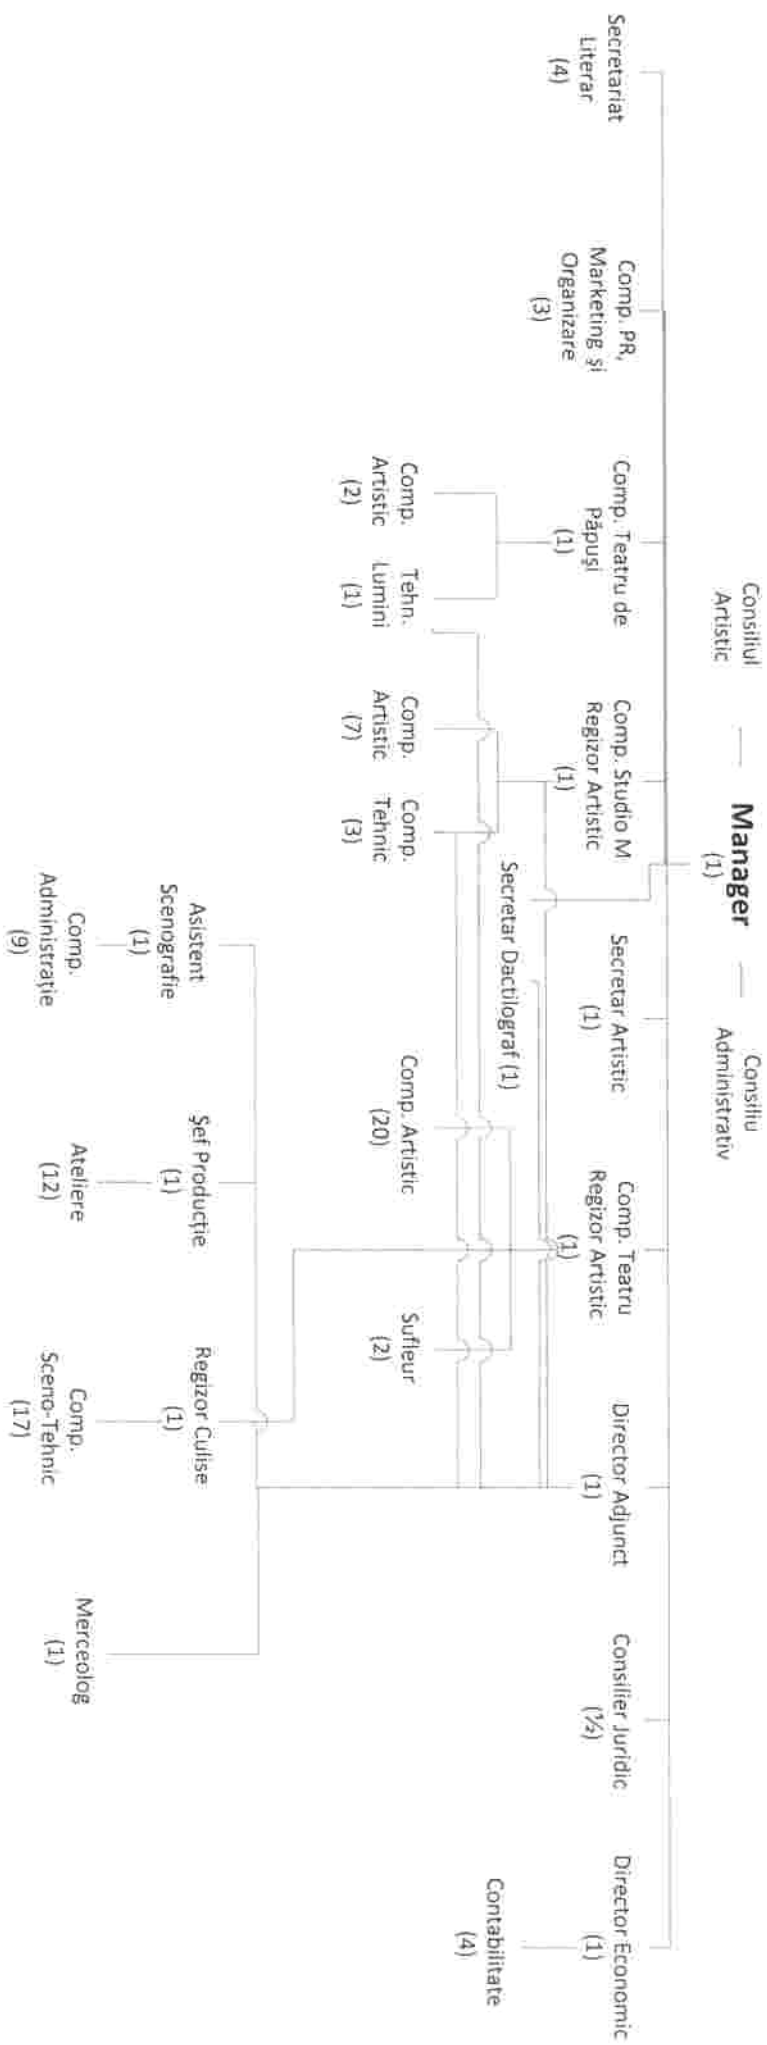 Consiliul
Artistic
Manager
(1)
Consiliu
Administrativ
Secretariat
Literar
(4)
Comp. PR,
Marketing și
Organizare
(3)
Comp. Teatru de
Păpuși
(1)
Comp. Studio M
Regizor Artistic
(1)
Secretar Artistic
(1)
Comp. Teatru
Regizor Artistic
(1)
Director Adjunct
(1)
Consilier Juridic
(½)
Director Economic
(1)
Secretar Dactilograf (1)
Contabilitate
(4)
Comp.
Artistic
(2)
Tehn.
Lumini
(1)
Comp.
Artistic
(7)
Comp.
Tehnic
(3)
Comp. Artistic
(20)
Sufleur
(2)
Asistent
Scenografie
(1)
Șef Producție
(1)
Regizor Culise
(1)
Merceolog
(1)
Comp.
Administrație
(9)
Ateliere
(12)
Comp.
Sceno-Tehnic
(17)